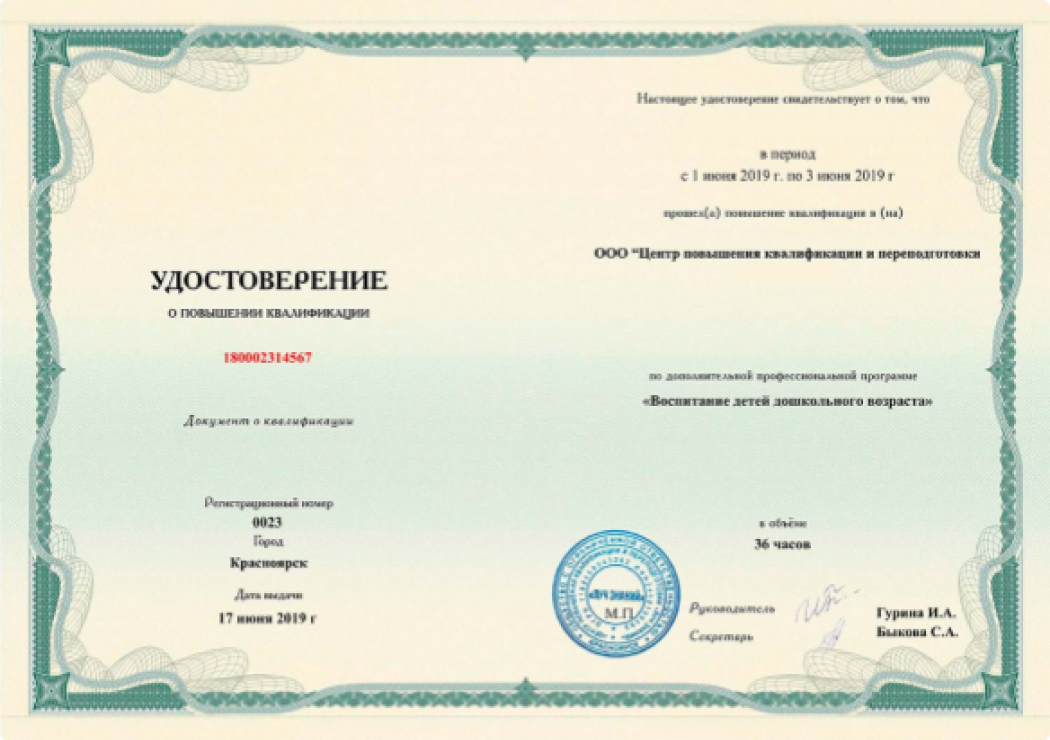 УДОСТОВЕРЕНИЕ
О ПОВЫШЕНИИ КВАЛИФИКАЦИИ
180002314567
Документ о квалификации
Регистрационный номер
0023
Город
Красноярск
Дата выдачи
17 июня 2019 г
Настоящее удостоверение свидетельствует о том, что
в период
с 1 июня 2019 г. по 3 июня 2019 г
прошел(а) повышение квалификации в (на)
ООО "Центр повышения квалификации и переподготовки
по дополнительной профессиональной программе
«Воспитание детей дошкольного возраста»
в объёме
36 часов
«ЛУЧ ЗНАНИЙ»
М.П
Руководитель
Гурина И.А.
Секретарь
Быкова С.А.